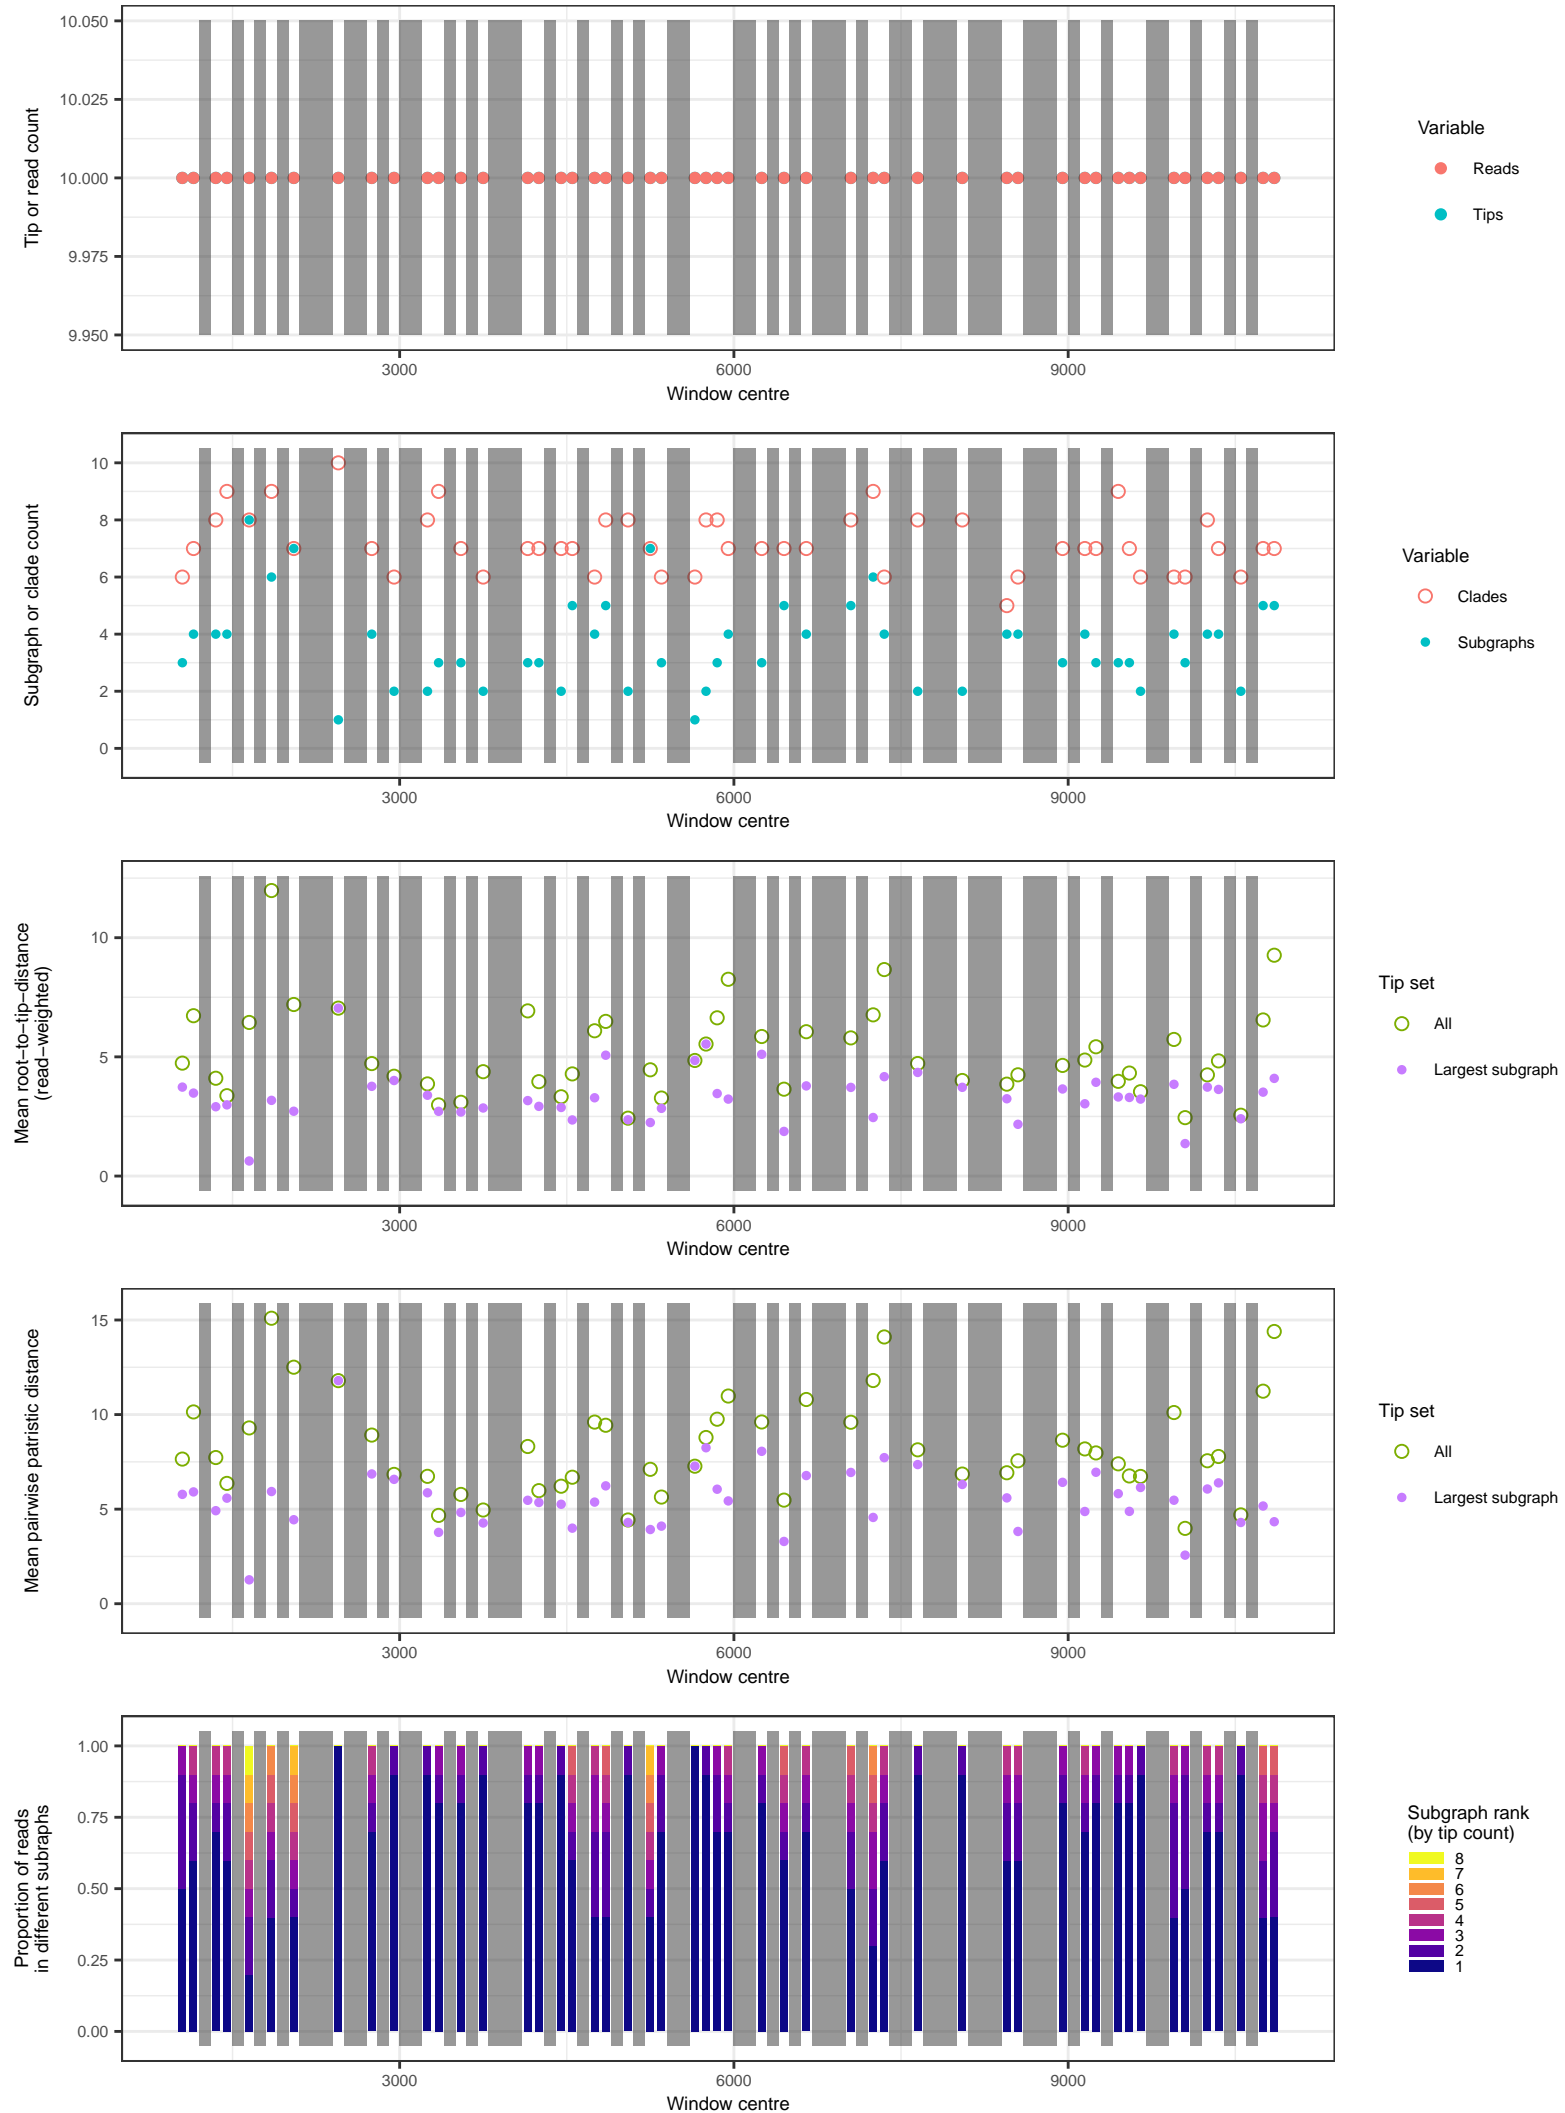 10.050
10.025
10.000
9.975
9.950
Tip or read count
3000
6000
9000
Window centre
Variable
Reads
Tips
10
8
6
4
2
0
Subgraph or clade count
3000
6000
9000
Window centre
Variable
Clades
Subgraphs
10
5
0
Mean root−to−tip−distance
(read−weighted)
3000
6000
9000
Window centre
Tip set
All
Largest subgraph
15
10
5
0
Mean pairwise patristic distance
3000
6000
9000
Window centre
Tip set
All
Largest subgraph
1.00
0.75
0.50
0.25
0.00
Proportion of reads
in different subraphs
3000
6000
9000
Window centre
Subgraph rank
(by tip count)
8
7
6
5
4
3
2
1